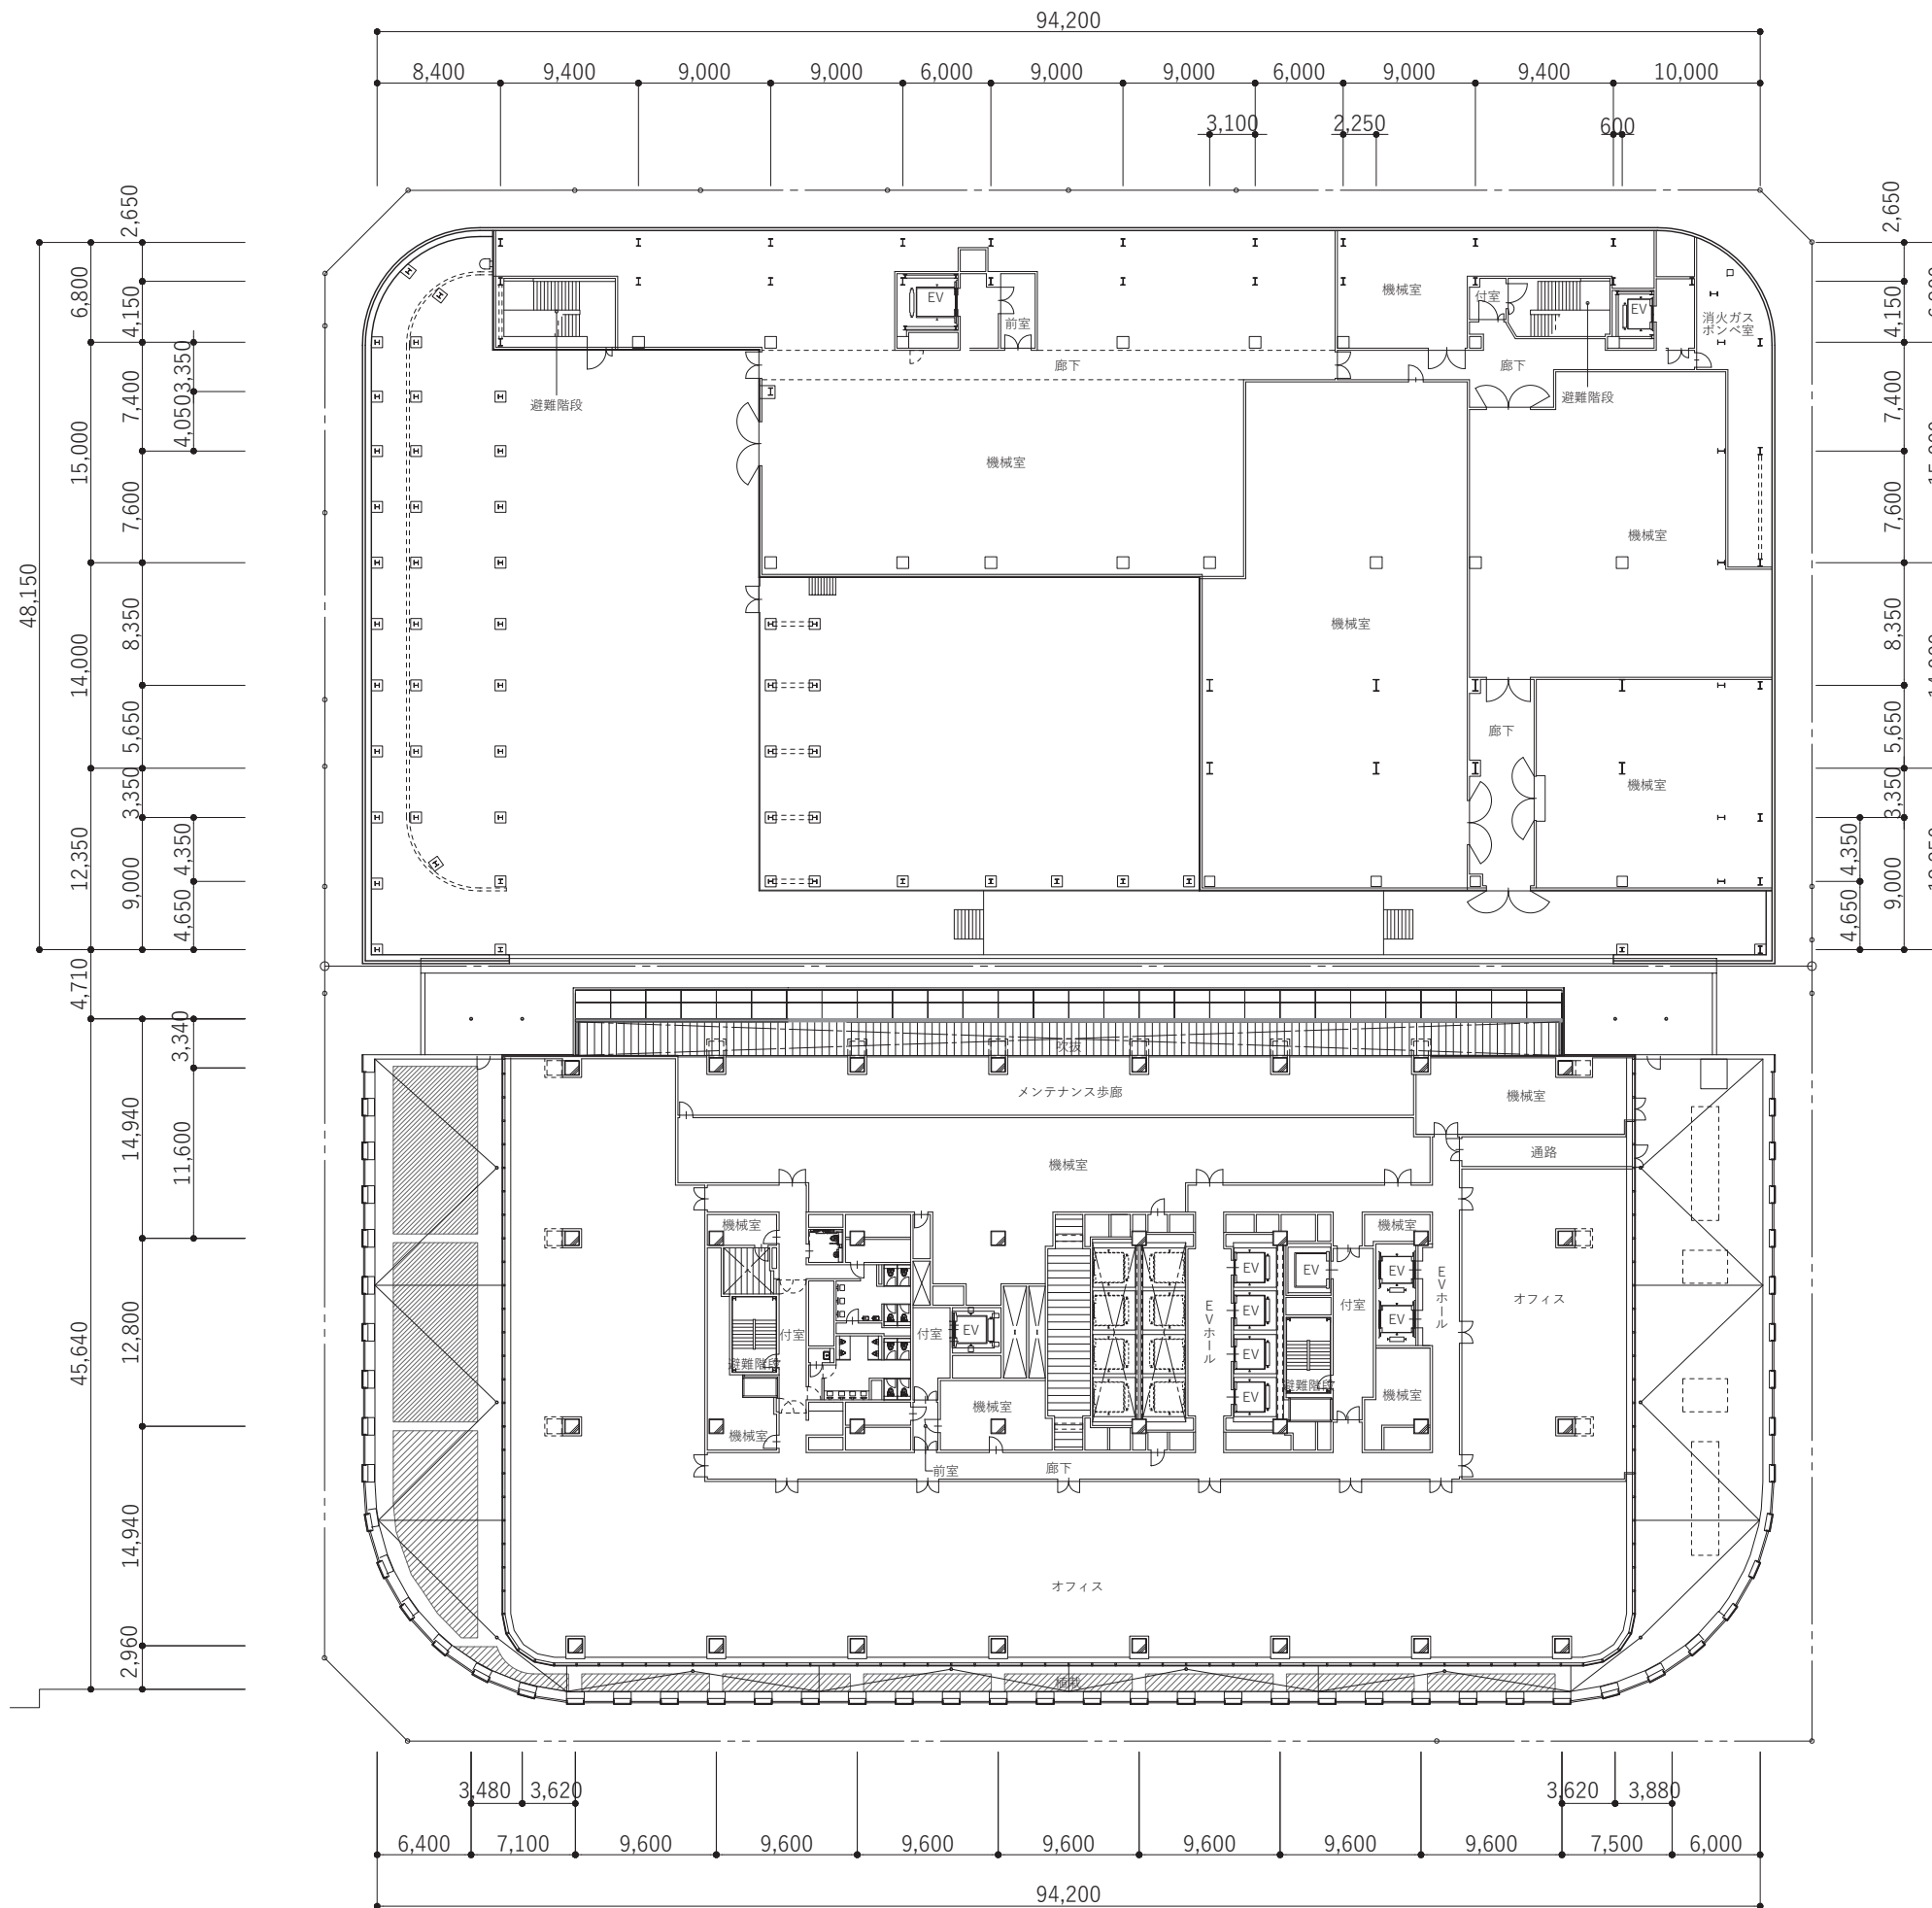 94,200
8,400 9,400 9,000 9,000 6,000 9,000 9,000 6,000 9,000 9,400 10,000
3,100 2,250 600
2,650
6,800
4,150
3,350
7,400
4,050
15,000
7,600
48,150
8,350
14,000
5,650
3,350
12,350
4,350
9,000
4,650
4,710
3,340
14,940
11,600
12,800
45,640
14,940
2,960
2,650
4,150
7,400
7,600
8,350
5,650
3,350
4,350
9,000
4,650
EV
前室
機械室
付室
EV
消火ガス
ボンベ室
廊下
廊下
避難階段
避難階段
機械室
機械室
機械室
廊下
機械室
吹抜
メンテナンス歩廊
機械室
通路
機械室
機械室
機械室
EV
EV
EV
EVホール
オフィス
EV
EV
EVホール
付室
付室
付室
EV
EV
避難階段
避難階段
EV
機械室
機械室
機械室
前室
廊下
オフィス
植栽
3,480 3,620 3,620 3,880
6,400 7,100 9,600 9,600 9,600 9,600 9,600 9,600 9,600 7,500 6,000
94,200